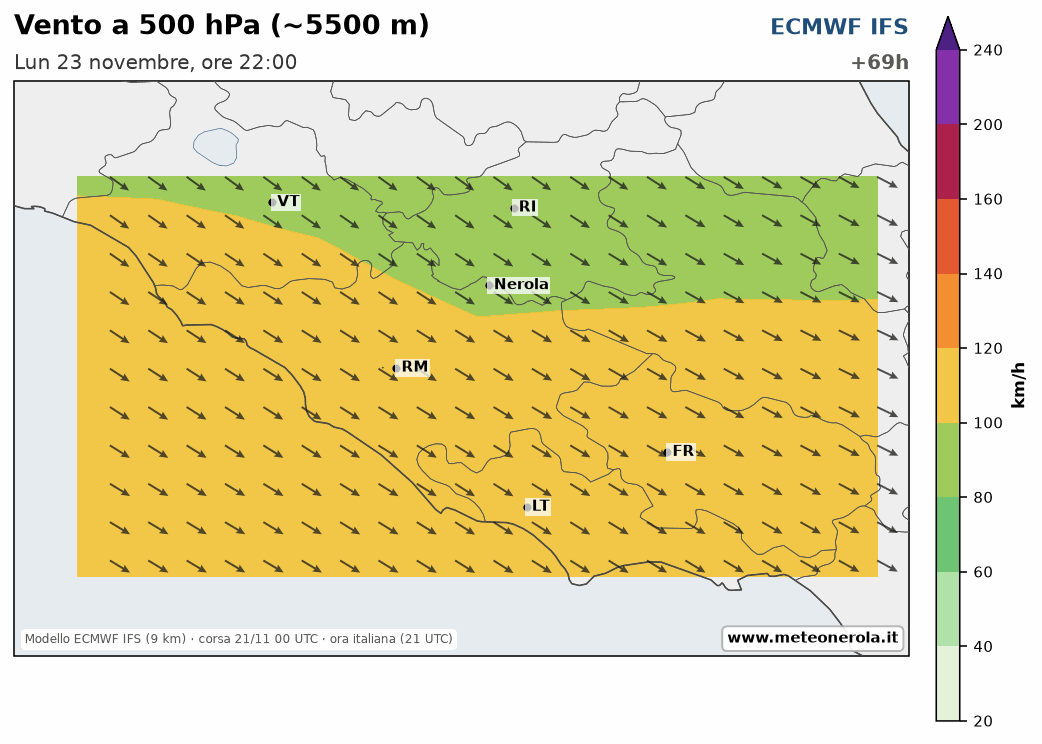 Vento a 500 hPa (~5500 m)
ECMWF IFS
Lun 23 novembre, ore 22:00
+69h
VT
RI
Nerola
RM
FR
LT
240
200
160
140
120
100
80
60
40
20
km/h
Modello ECMWF IFS (9 km) · corsa 21/11 00 UTC · ora italiana (21 UTC)
www.meteonerola.it